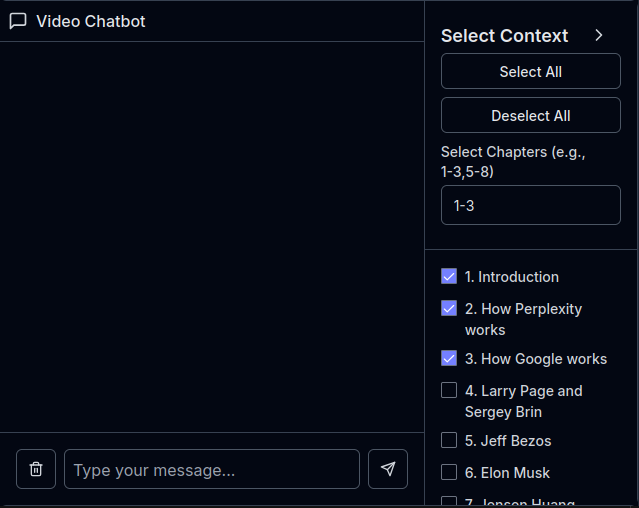 Video Chatbot
Select Context
Select All
Deselect All
Select Chapters (e.g.,
1-3,5-8)
1-3
1. Introduction
2. How Perplexity
works
3. How Google works
4. Larry Page and
Sergey Brin
5. Jeff Bezos
6. Elon Musk
7. Jensen Huang
Type your message...